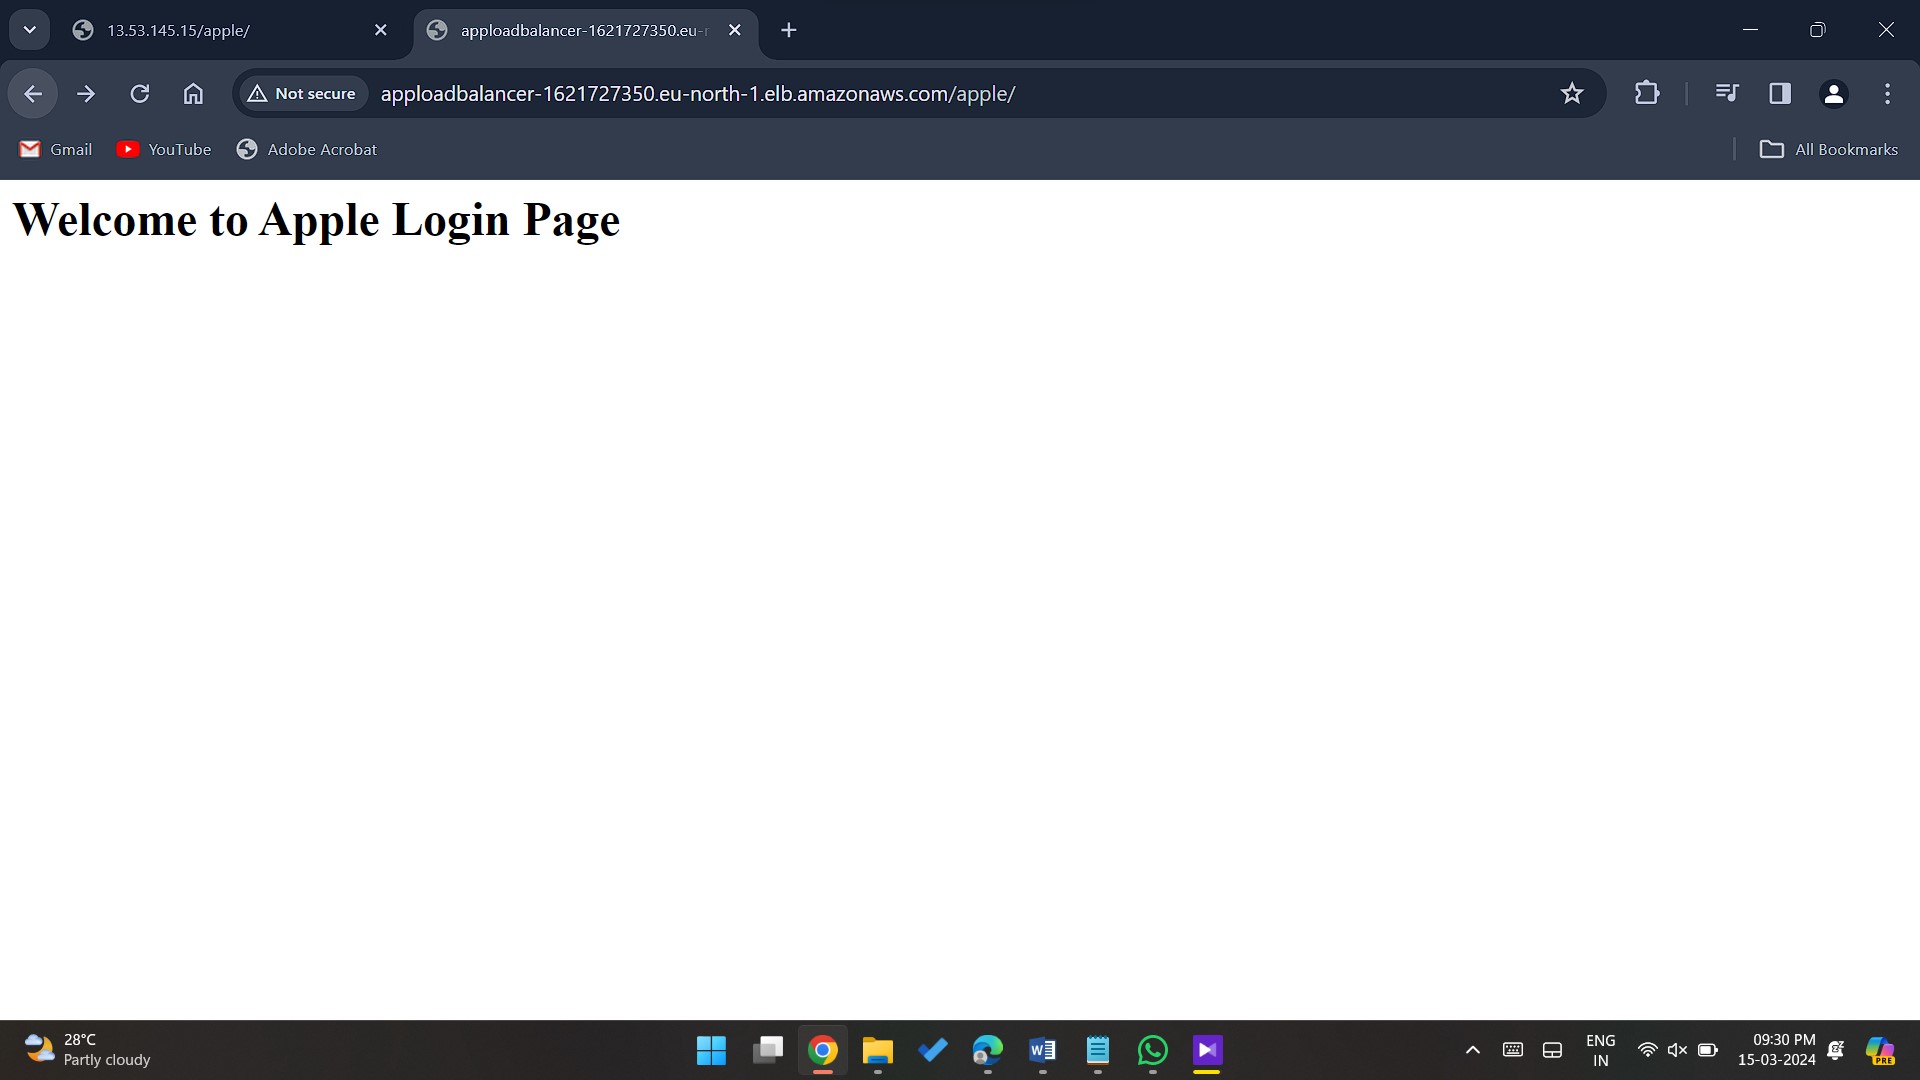 13.53.145.15/apple/
apploadbalancer-1621727350.eu-r
Not secure
apploadbalancer-1621727350.eu-north-1.elb.amazonaws.com/apple/
Gmail
YouTube
Adobe Acrobat
All Bookmarks
Welcome to Apple Login Page
28°C
Partly cloudy
W
ENG
IN
09:30 PM
15-03-2024
PRE